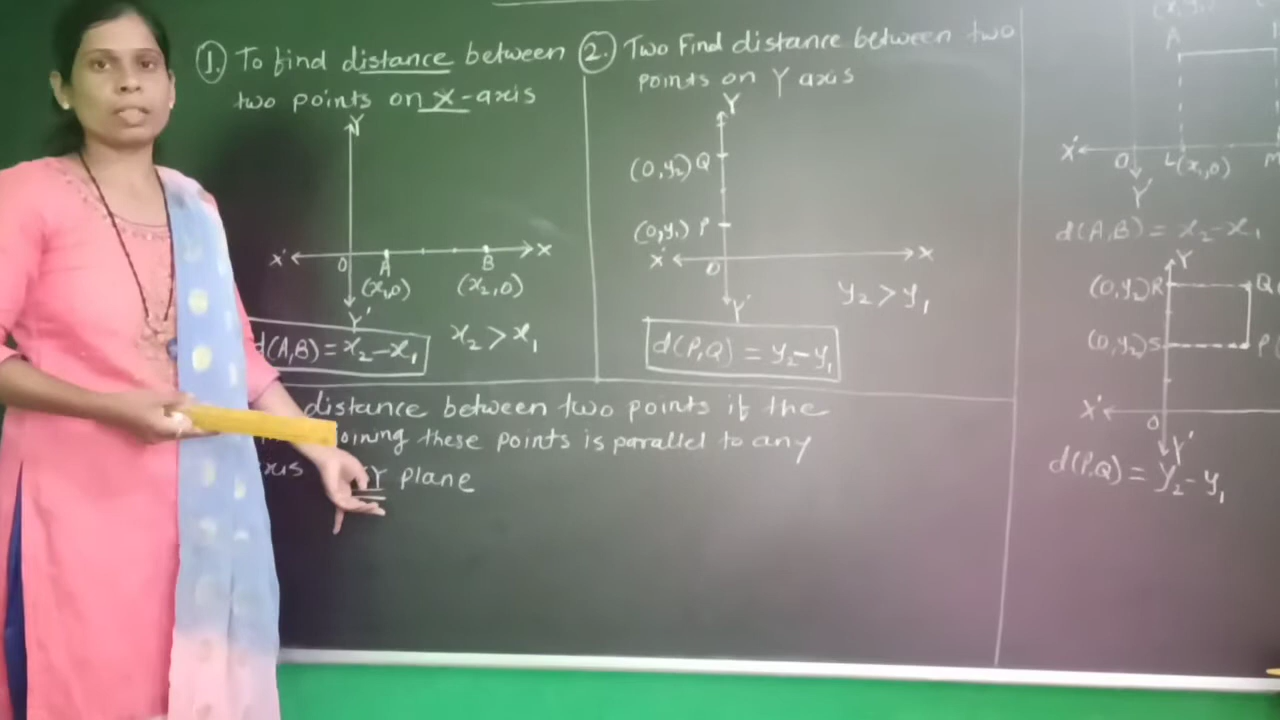 1. To find distance between
two points on X-axis
Y
X' O A B X
(x1,0) (x2,0)
Y'
d(A,B) = x2-x1
x2 > x1
2. Two Find distance between two
points on Y axis
Y
(0,y2) Q
(0,y1) P
X' O X
Y'
y2 > y1
d(P,Q) = y2-y1
distance between two points if the
joining these points is parallel to any
plane
A
X' O L(x1,0) M
Y'
d(A,B) = x2-x1
Y
(0,y2) R Q
(0,y2) S P
X' O
Y'
d(P,Q) = y2-y1